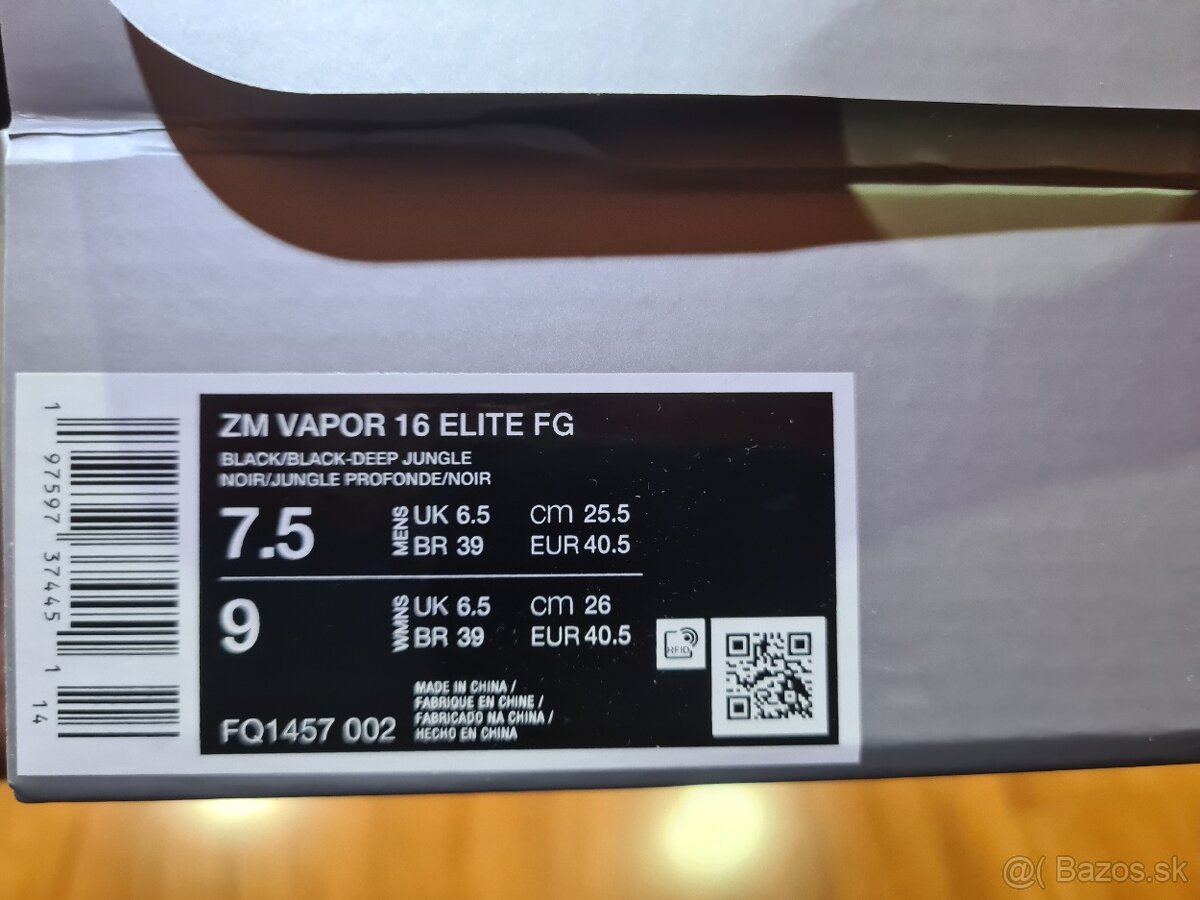 ZM VAPOR 16 ELITE FG
BLACK/BLACK-DEEP JUNGLE
NOIR/JUNGLE PROFONDE/NOIR
7.5 MENS UK 6.5 cm 25.5
BR 39 EUR 40.5
9 WMNS UK 6.5 cm 26
BR 39 EUR 40.5
RFID
MADE IN CHINA /
FABRIQUE EN CHINE /
FABRICADO NA CHINA /
HECHO EN CHINA
FQ1457 002
1 97597 37445 1 14
@( Bazos.sk